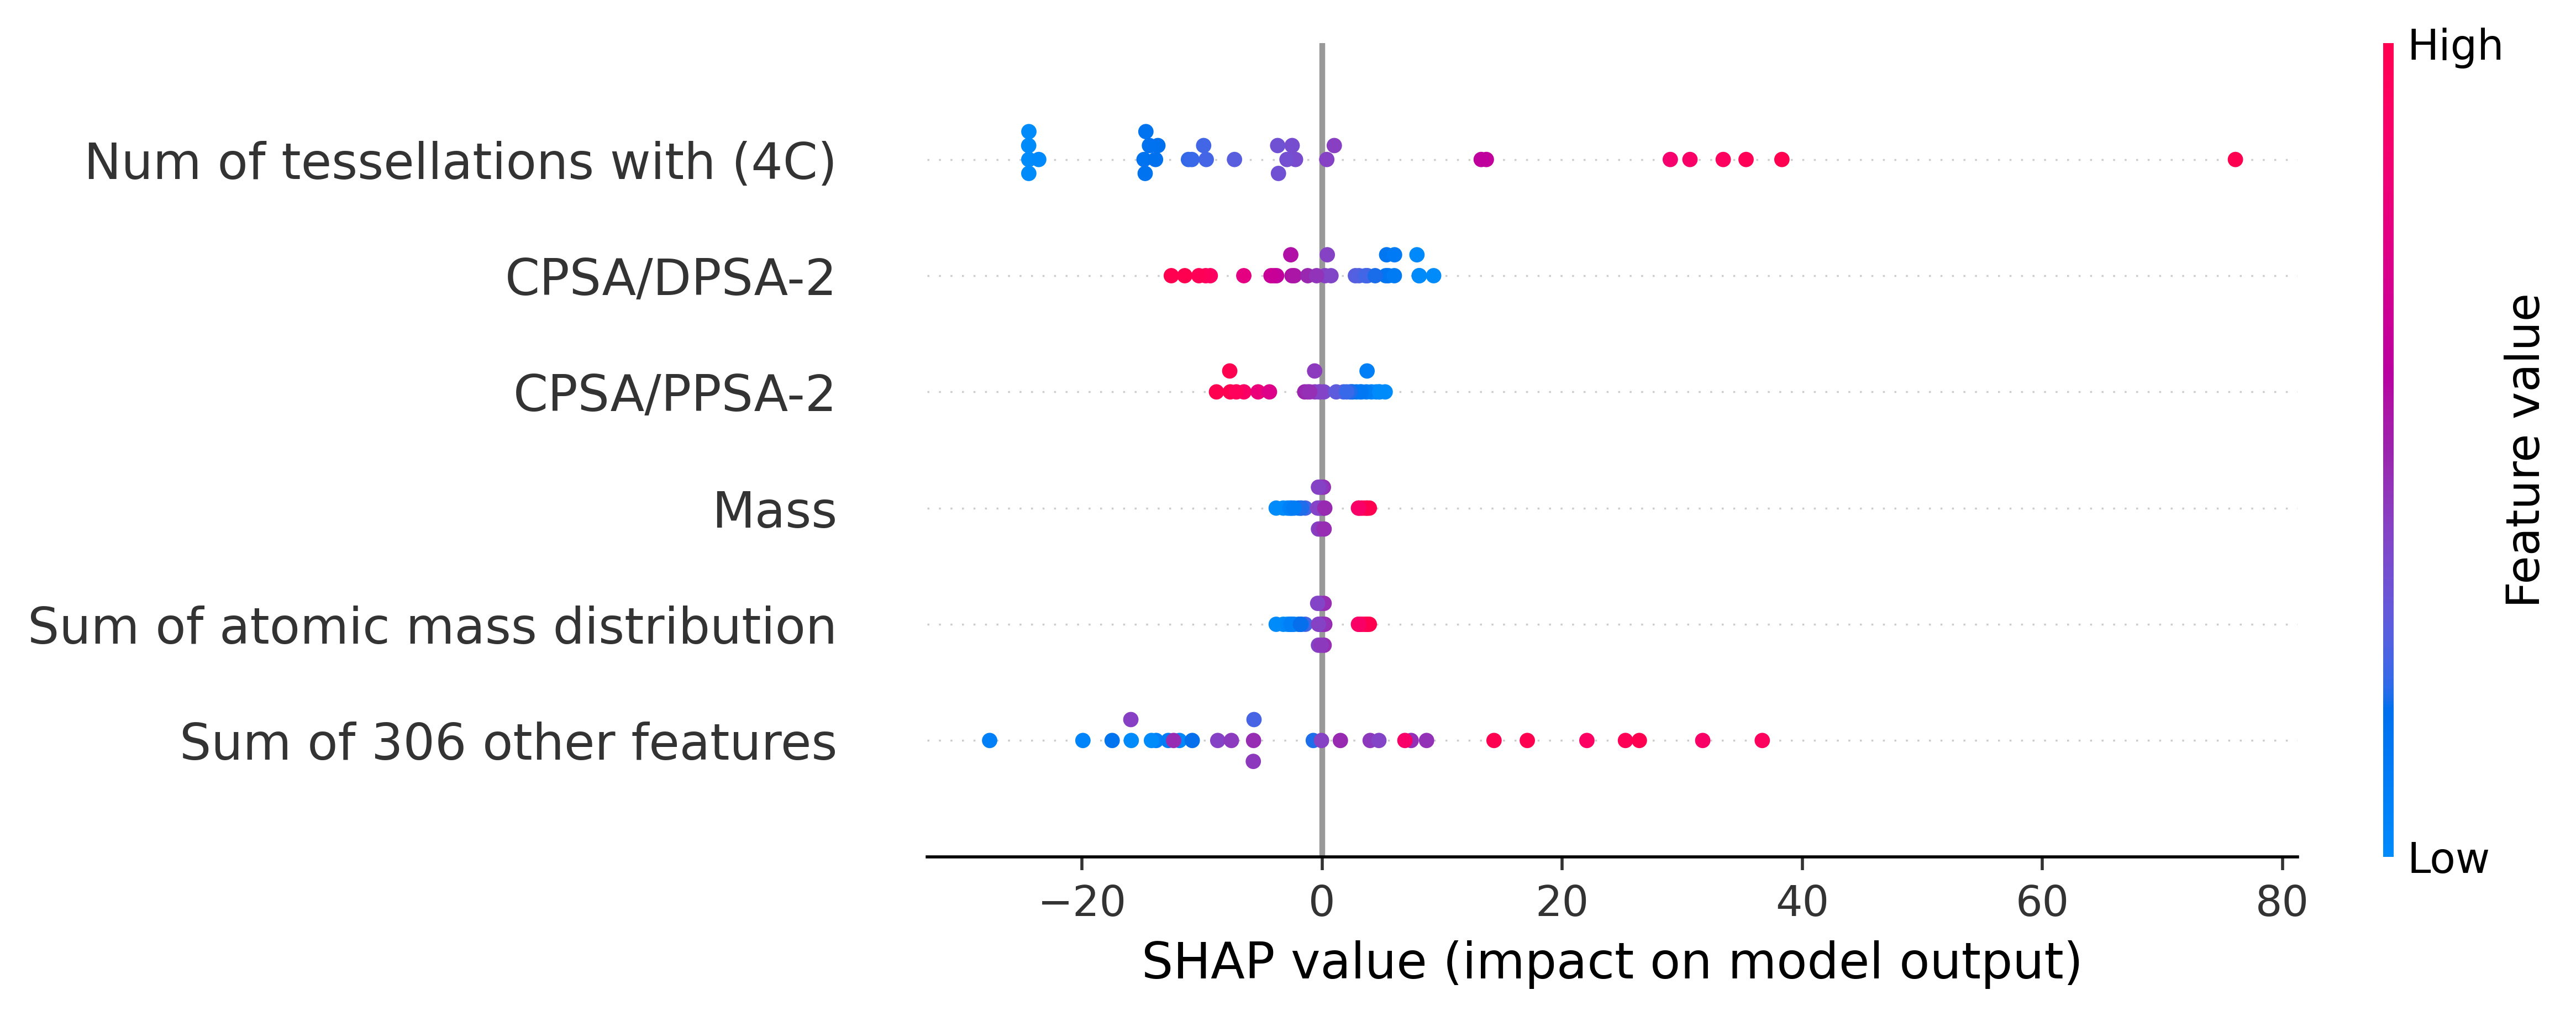 High
Num of tessellations with (4C)
CPSA/DPSA-2
CPSA/PPSA-2
Mass
Sum of atomic mass distribution
Sum of 306 other features
Feature value
Low
−20 0 20 40 60 80
SHAP value (impact on model output)